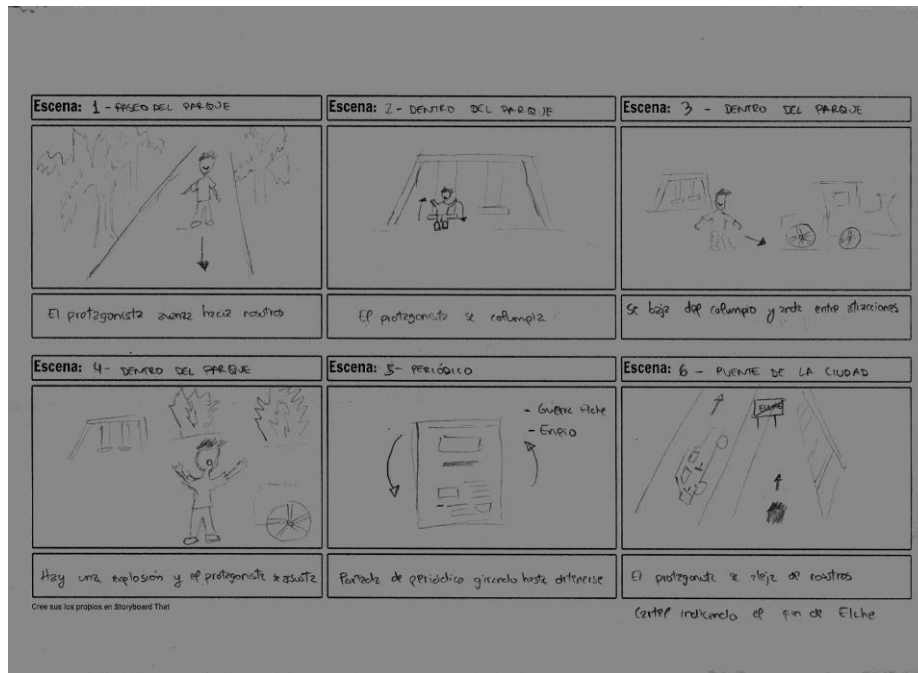 Escena: 1 - PASEO DEL PARQUE
Escena: 2 - DENTRO DEL PARQUE
Escena: 3 - DENTRO DEL PARQUE
El protagonista avanza hacia nosotros
El protagonista se columpia
Se baja del columpio y anda entre atracciones
Escena: 4 - DENTRO DEL PARQUE
Escena: 5 - PERIÓDICO
Escena: 6 - PUENTE DE LA CIUDAD
- Guerra Elche
ELCHE
Hay una explosión y el protagonista se asusta
Portada de periódico girando hasta detenerse
El protagonista se aleja de nosotros
Cree sus los propios en Storyboard That
Cartel indicando el fin de Elche